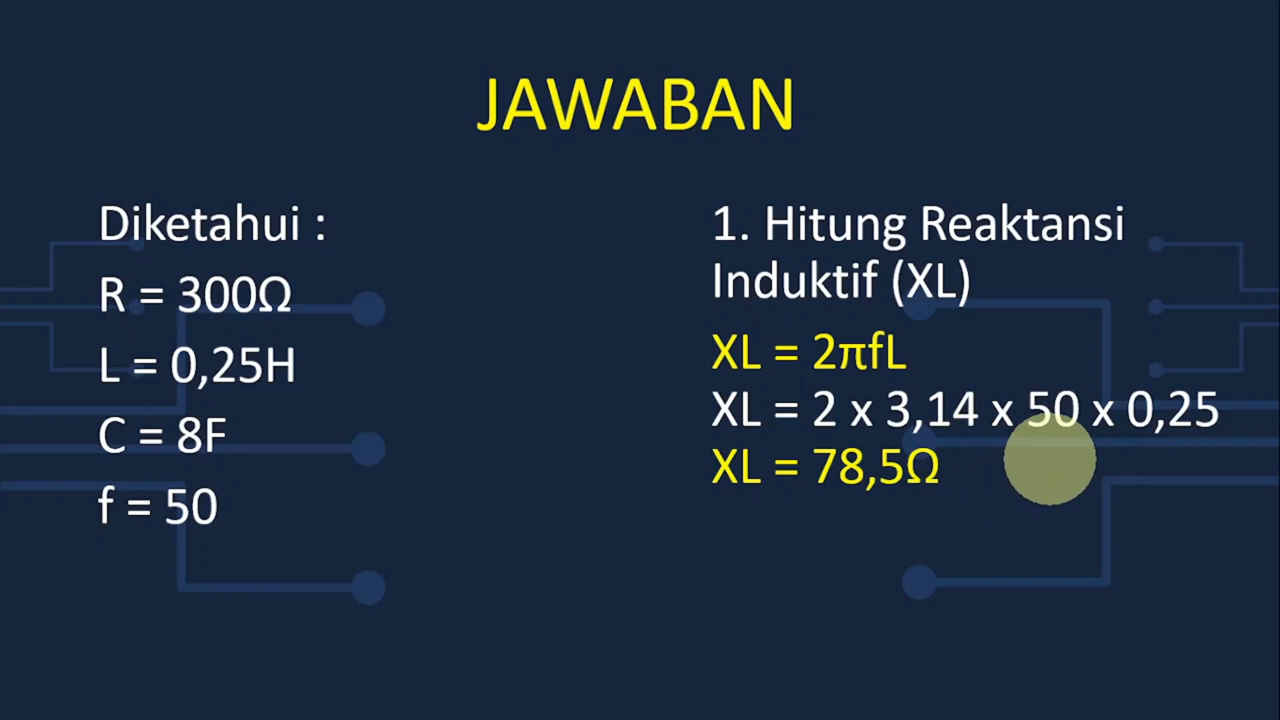 JAWABAN
Diketahui :
R = 300Ω
L = 0,25H
C = 8F
f = 50
1. Hitung Reaktansi
Induktif (XL)
XL = 2πfL
XL = 2 x 3,14 x 50 x 0,25
XL = 78,5Ω